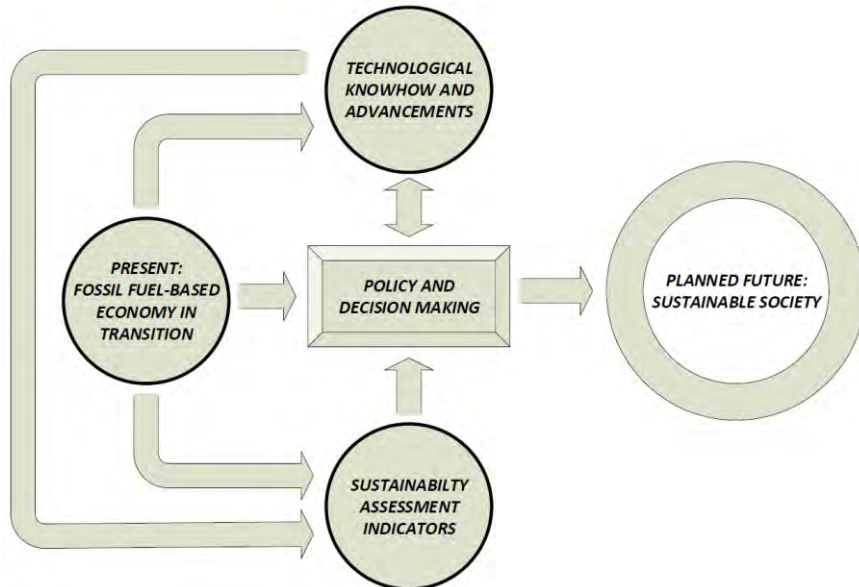 TECHNOLOGICAL
KNOWHOW AND
ADVANCEMENTS
PRESENT:
FOSSIL FUEL-BASED
ECONOMY IN
TRANSITION
POLICY AND
DECISION MAKING
PLANNED FUTURE:
SUSTAINABLE SOCIETY
SUSTAINABILTY
ASSESSMENT
INDICATORS